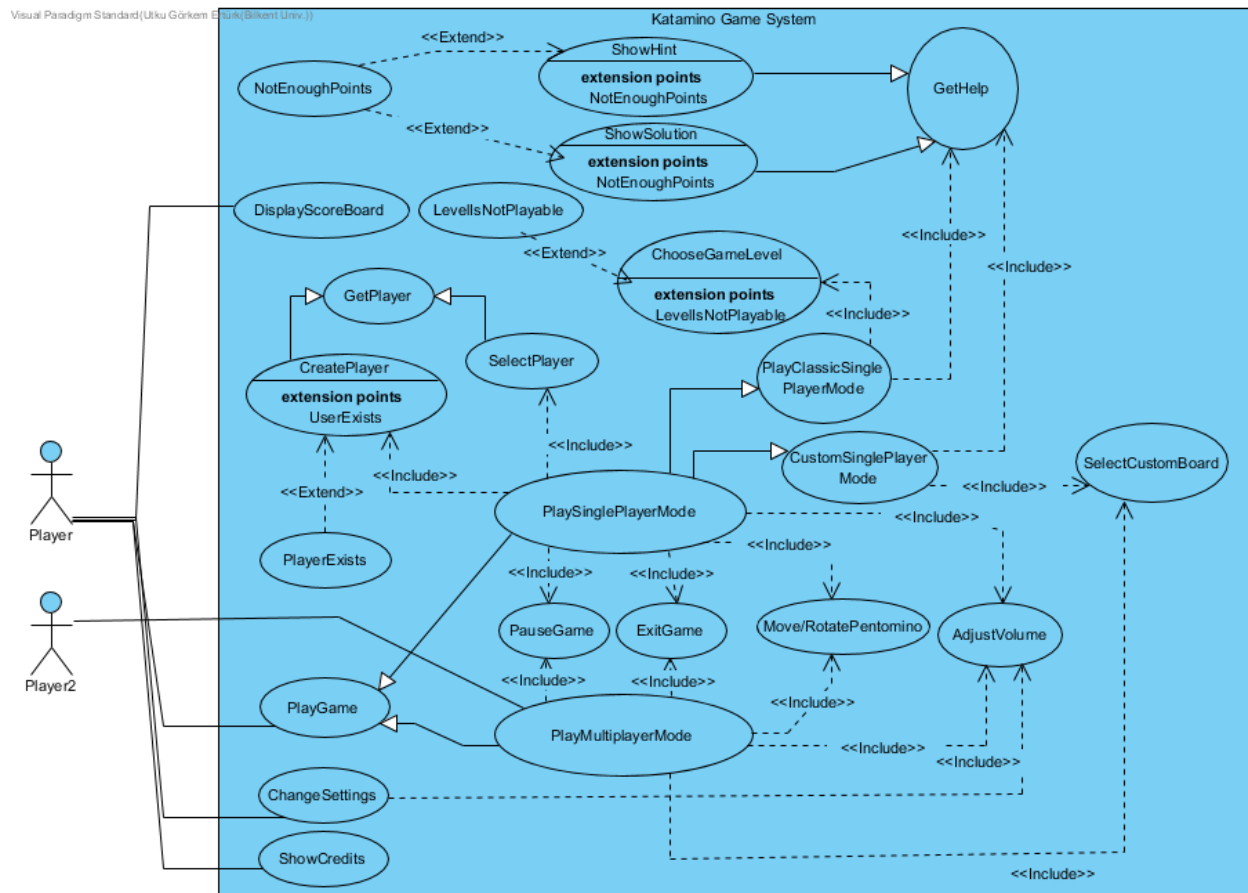 Visual Paradigm Standard(Utku Görkem Ertürk(Bilkent Univ.))
Katamino Game System
<<Extend>>
ShowHint
extension points
NotEnoughPoints
NotEnoughPoints
GetHelp
<<Extend>>
ShowSolution
extension points
NotEnoughPoints
DisplayScoreBoard
LevelIsNotPlayable
<<Include>>
<<Extend>>
ChooseGameLevel
<<Include>>
extension points
LevelIsNotPlayable
GetPlayer
<<Include>>
SelectPlayer
CreatePlayer
extension points
UserExists
PlayClassicSingle
PlayerMode
<<Include>>
<<Include>>
CustomSinglePlayer
Mode
SelectCustomBoard
<<Include>>
<<Extend>>
PlaySinglePlayerMode
<<Include>>
Player
PlayerExists
<<Include>>
<<Include>>
<<Include>>
PauseGame
ExitGame
Move/RotatePentomino
AdjustVolume
Player2
<<Include>>
<<Include>>
<<Include>>
PlayGame
PlayMultiplayerMode
<<Include>>
<<Include>>
ChangeSettings
ShowCredits
<<Include>>